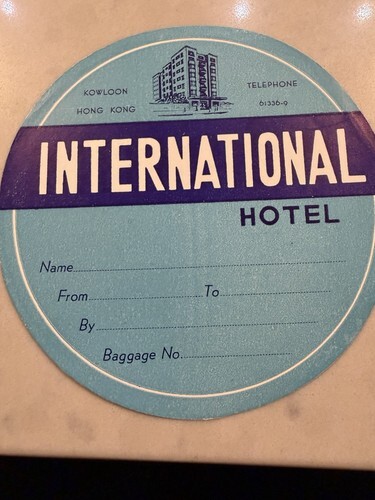 KOWLOON
HONG KONG
TELEPHONE
61336-9
INTERNATIONAL
HOTEL
Name
From To
By
Baggage No.